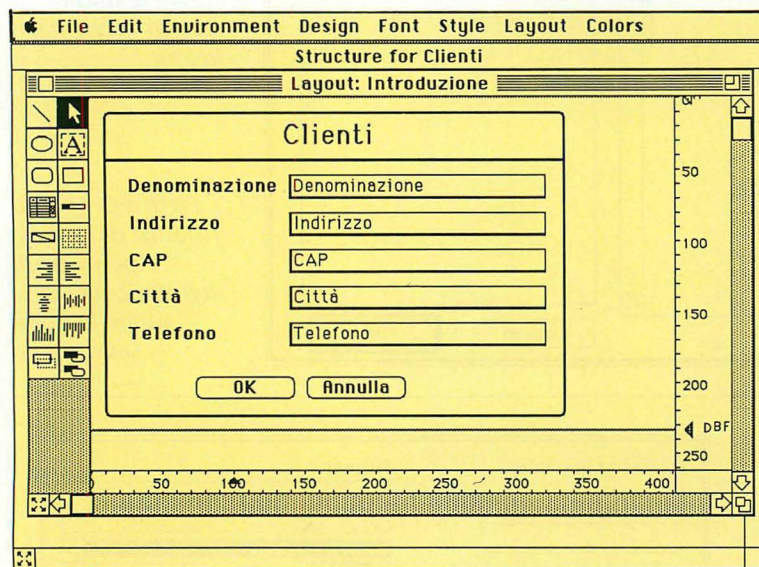 File Edit Environment Design Font Style Layout Colors
Structure for Clienti
Layout: Introduzione
Clienti
Denominazione Denominazione
Indirizzo Indirizzo
CAP CAP
Città Città
Telefono Telefono
OK Annulla
50
100
150
200
DBF
250
50 100 150 200 250 300 350 400
A